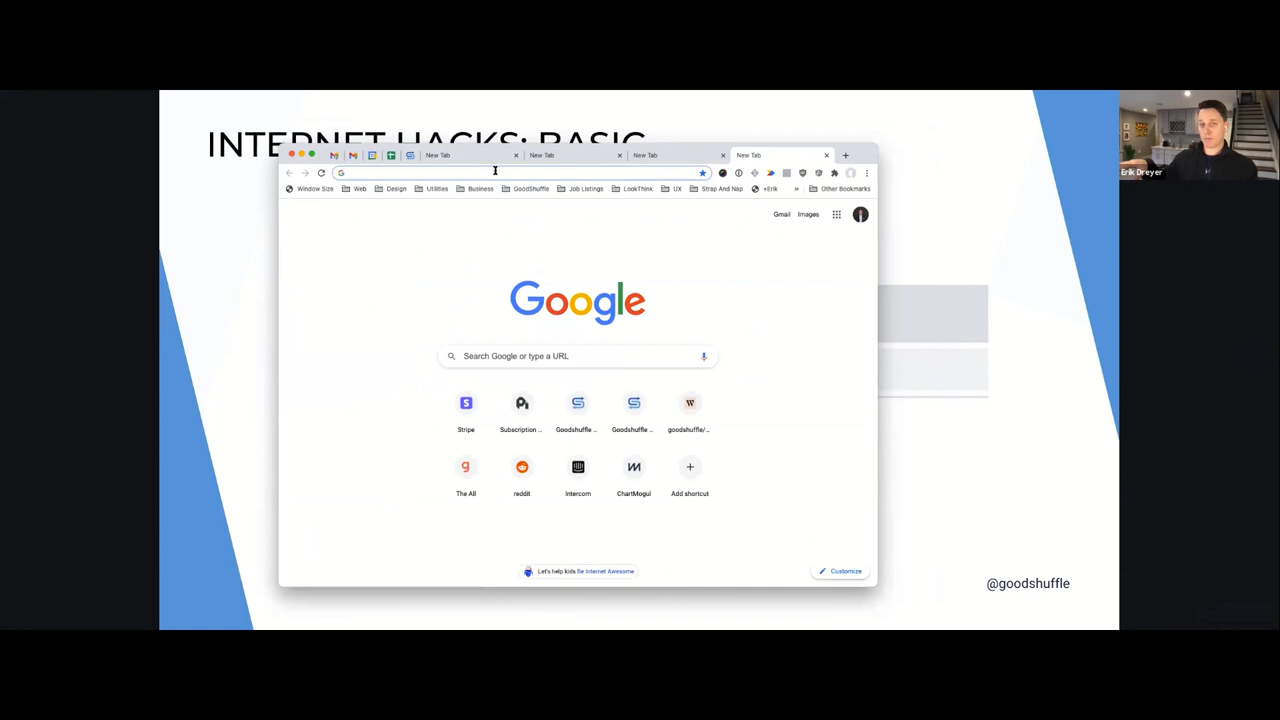 INTERNET HACKS: BASIC
New Tab
New Tab
New Tab
New Tab
G
Window Size
Web
Design
Utilities
Business
GoodShuffle
Job Listings
LookThink
UX
Strap And Nap
+Erik
»
Other Bookmarks
Gmail
Images
Erik Dreyer
Google
Search Google or type a URL
Stripe
Subscription ...
Goodshuffle ...
Goodshuffle ...
goodshuffle/...
The All
reddit
Intercom
ChartMogul
Add shortcut
Let's help kids Be Internet Awesome
Customize
@goodshuffle